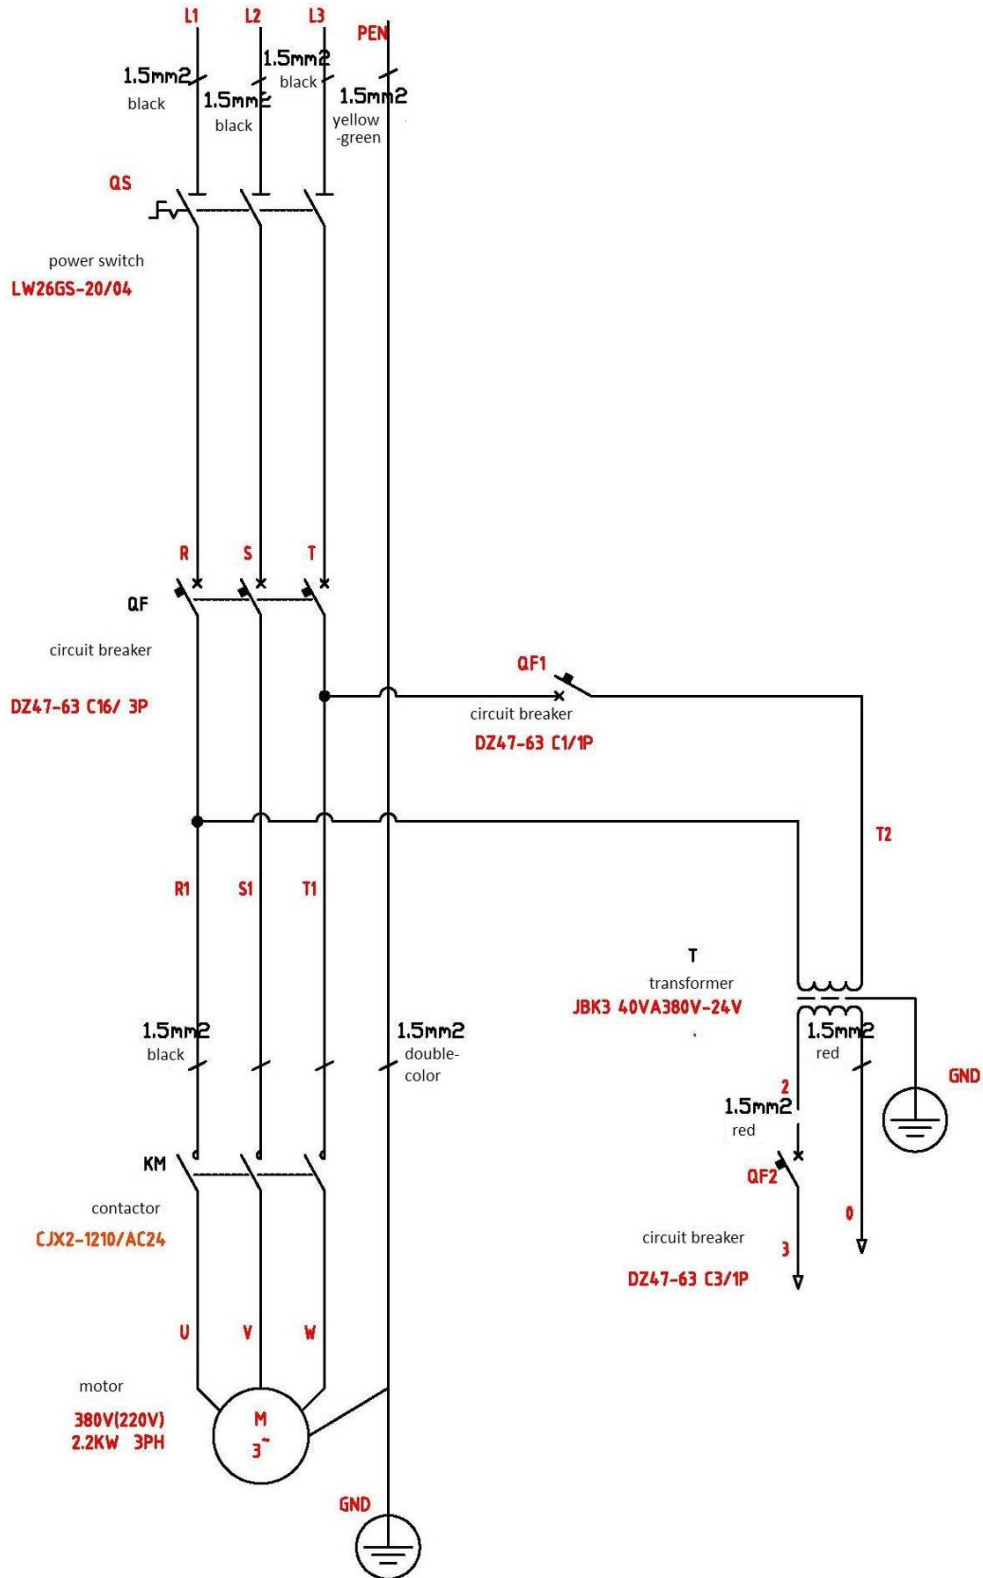 L1
L2
L3
PEN
1.5mm2
black
1.5mm2
black
1.5mm2
black
1.5mm2
yellow
-green
QS
power switch
LW26GS-20/04
R
S
T
QF
circuit breaker
DZ47-63 C16/ 3P
QF1
circuit breaker
DZ47-63 C1/1P
T2
R1
S1
T1
T
transformer
JBK3 40VA380V-24V
1.5mm2
black
1.5mm2
double-
color
1.5mm2
red
GND
2
1.5mm2
red
KM
QF2
contactor
CJX2-1210/AC24
0
circuit breaker
3
DZ47-63 C3/1P
U
V
W
motor
380V(220V)
2.2KW 3PH
M
3~
GND